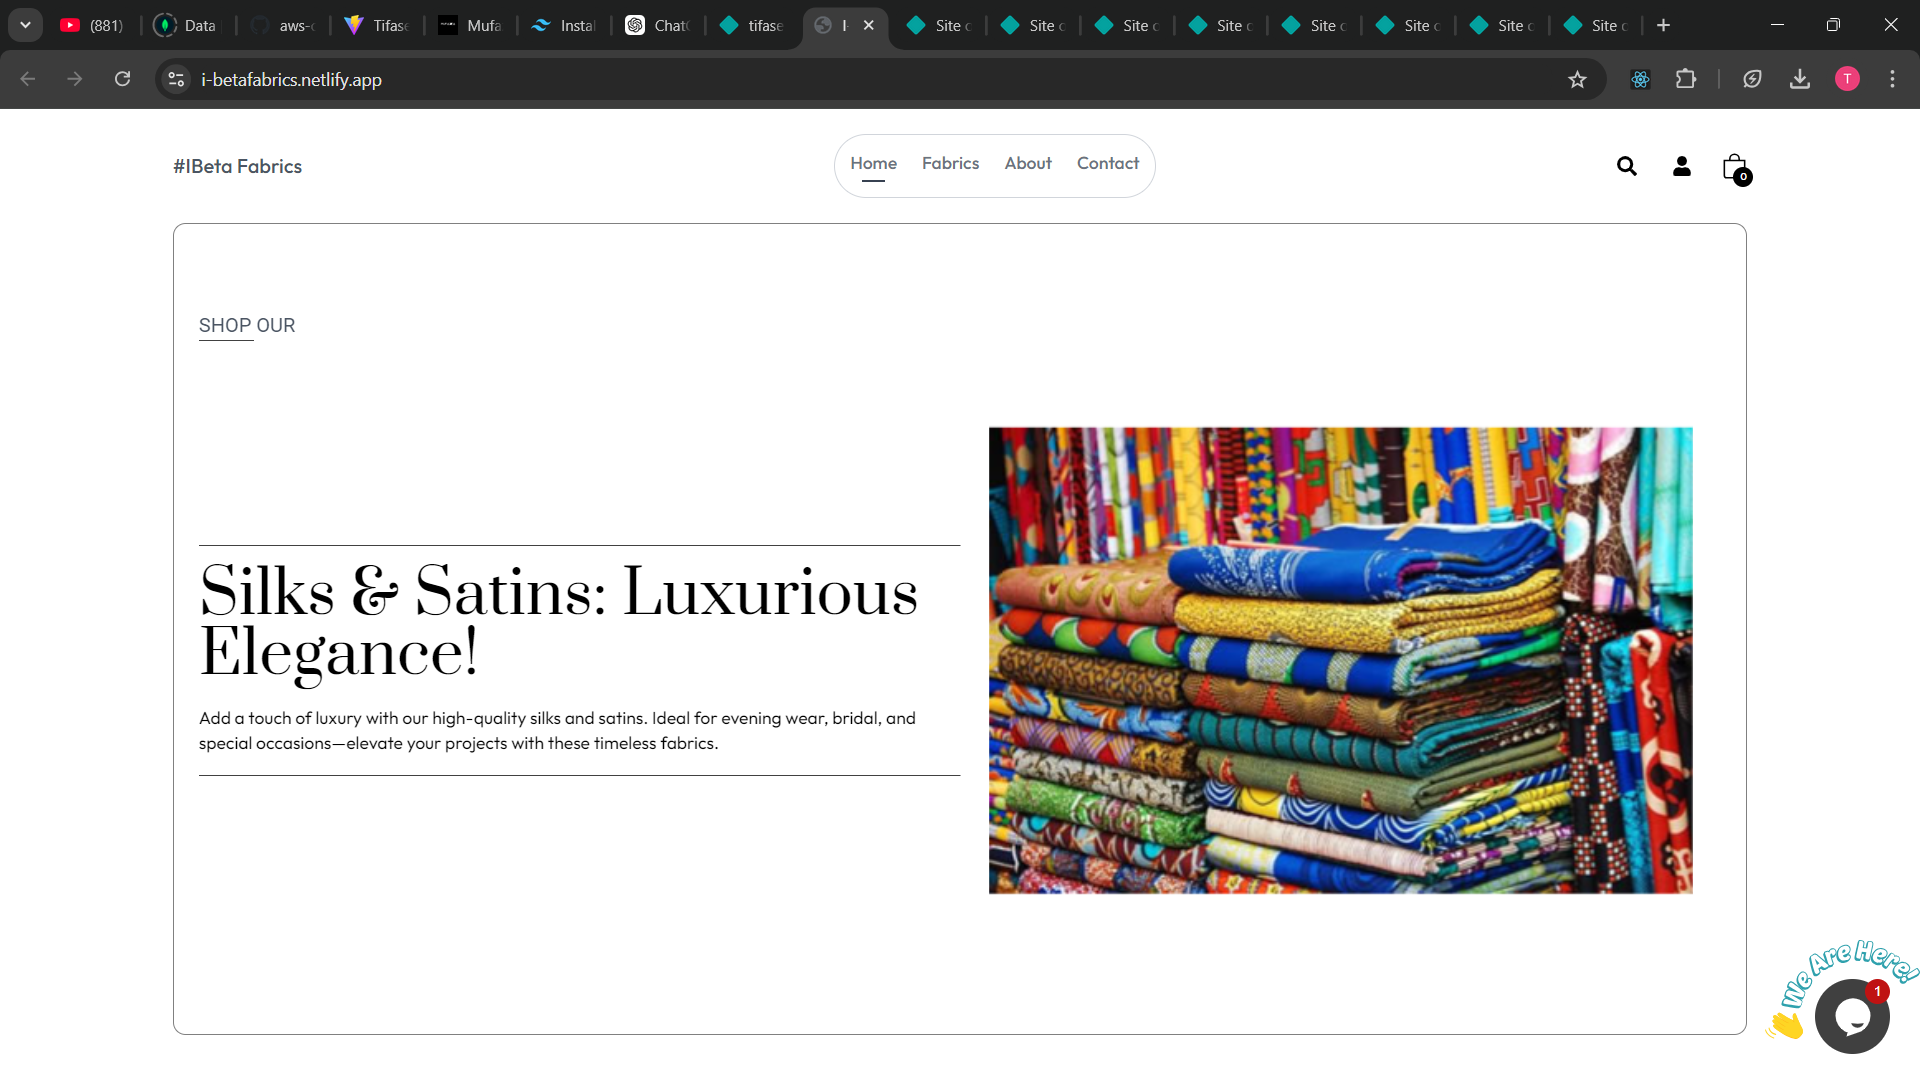 (881)
Data
aws-
Tifase
Mufa
Instal
Chat
tifase
Site
Site
Site
Site
Site
Site
Site
Site
i-betafabrics.netlify.app
T
#IBeta Fabrics
Home
Fabrics
About
Contact
0
SHOP OUR
Silks & Satins: Luxurious
Elegance!
Add a touch of luxury with our high-quality silks and satins. Ideal for evening wear, bridal, and
special occasions—elevate your projects with these timeless fabrics.
We Are Here!
1